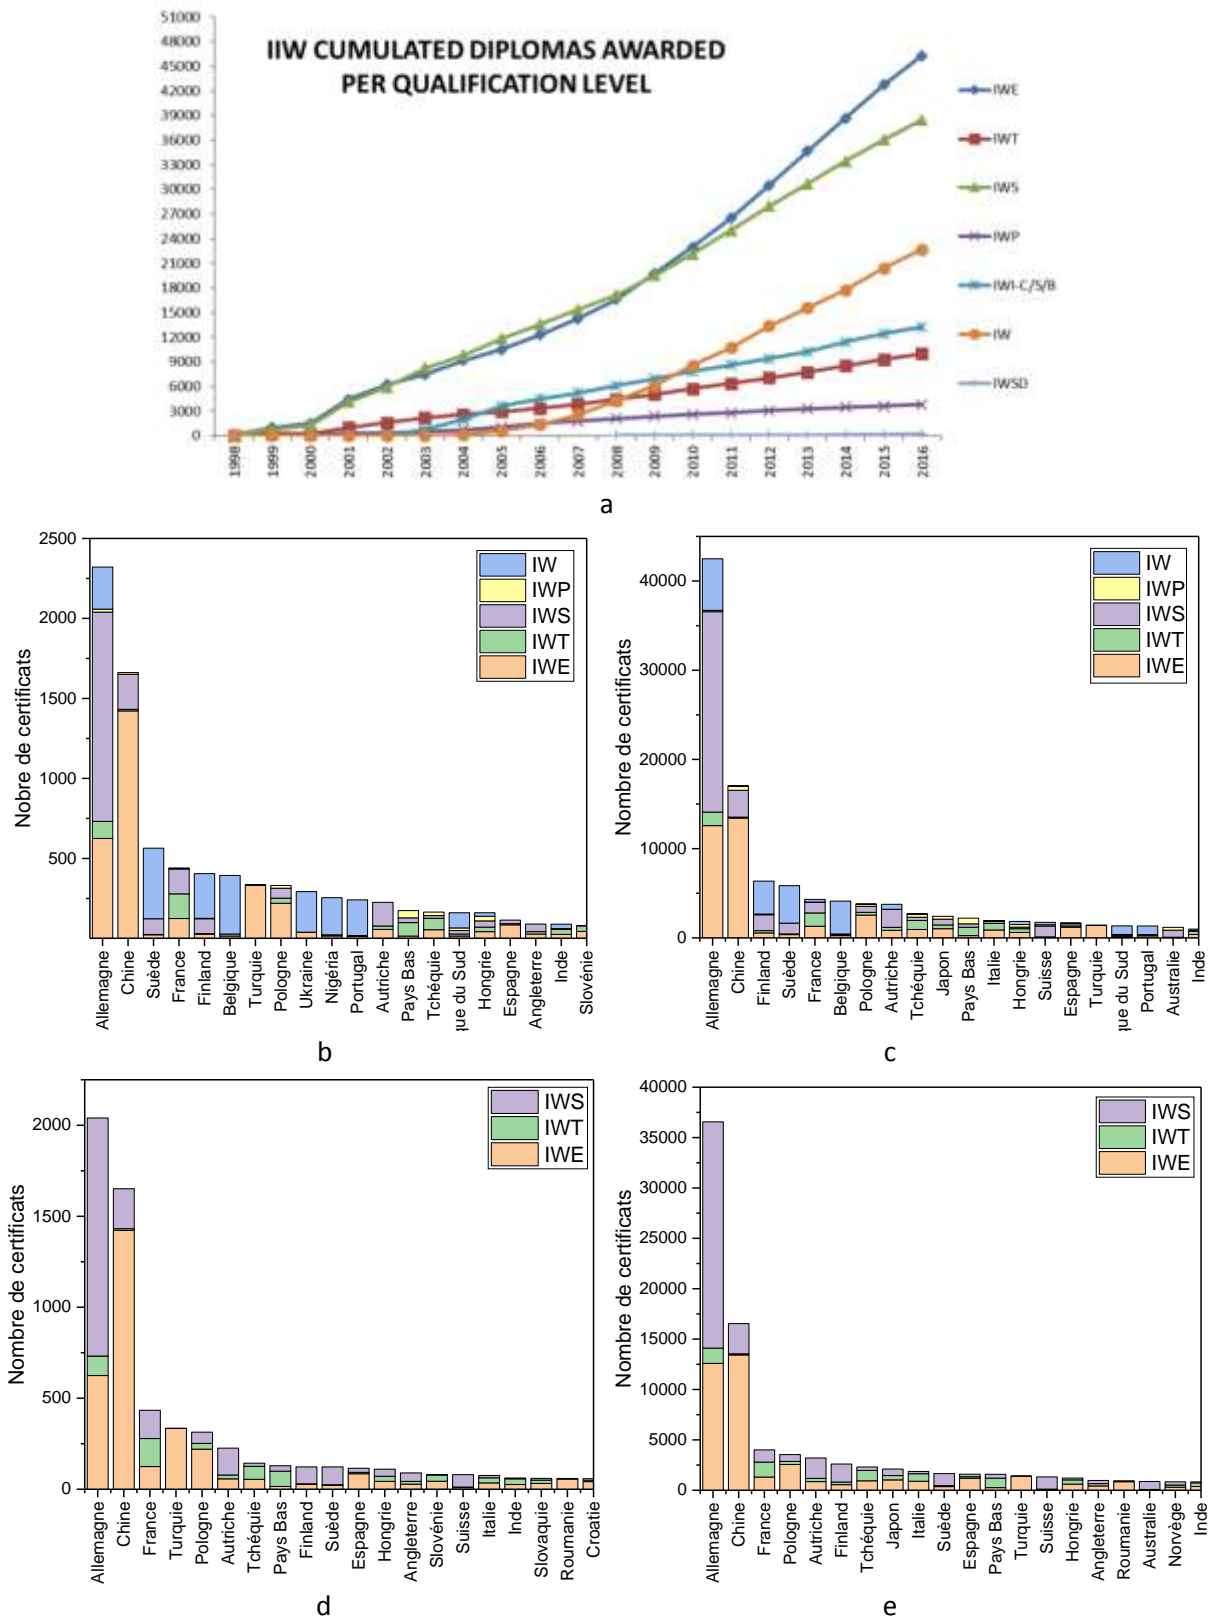 IIW CUMULATED DIPLOMAS AWARDED
PER QUALIFICATION LEVEL
51000
48000
45000
42000
39000
36000
33000
30000
27000
24000
21000
18000
15000
12000
9000
6000
3000
0
1998 1999 2000 2001 2002 2003 2004 2005 2006 2007 2008 2009 2010 2011 2012 2013 2014 2015 2016
IWE
IWT
IWS
IWP
IWI-C/S/B
IW
IWSD
a
Nobre de certificats
2500
2000
1500
1000
500
IW
IWP
IWS
IWT
IWE
Allemagne Chine Suède France Finland Belgique Turquie Pologne Ukraine Nigéria Portugal Autriche Pays Bas Tchéquie que du Sud Hongrie Espagne Angleterre Inde Slovénie
b
Nombre de certificats
40000
30000
20000
10000
0
IW
IWP
IWS
IWT
IWE
Allemagne Chine Finland Suède France Belgique Pologne Autriche Tchéquie Japon Pays Bas Italie Hongrie Suisse Espagne Turquie que du Sud Portugal Australie Inde
c
Nombre de certificats
2000
1500
1000
500
0
IWS
IWT
IWE
Allemagne Chine France Turquie Pologne Autriche Tchéquie Pays Bas Finland Suède Espagne Hongrie Angleterre Slovénie Suisse Italie Inde Slovaquie Roumanie Croatie
d
Nombre de certificats
40000
35000
30000
25000
20000
15000
10000
5000
0
IWS
IWT
IWE
Allemagne Chine France Pologne Autriche Finland Tchéquie Japon Italie Suède Espagne Pays Bas Turquie Suisse Hongrie Angleterre Roumanie Australie Norvège Inde
e